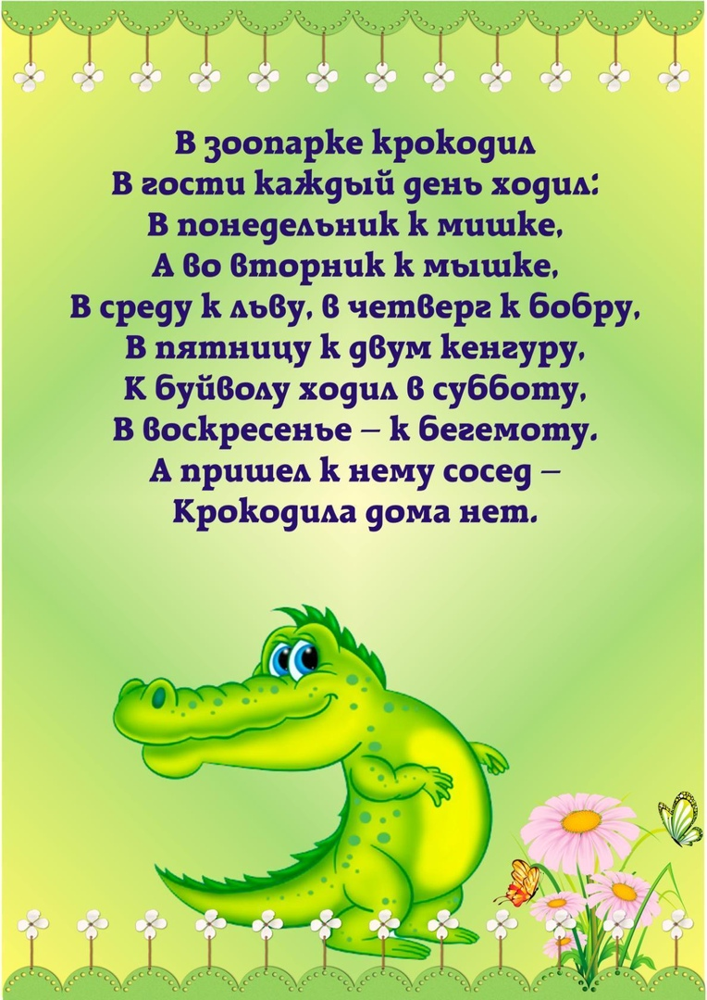 В зоопарке крокодил
В гости каждый день ходил:
В понедельник к мишке,
А во вторник к мышке,
В среду к льву, в четверг к бобру,
В пятницу к двум кенгуру,
К буйволу ходил в субботу,
В воскресенье – к бегемоту.
А пришел к нему сосед –
Крокодила дома нет.